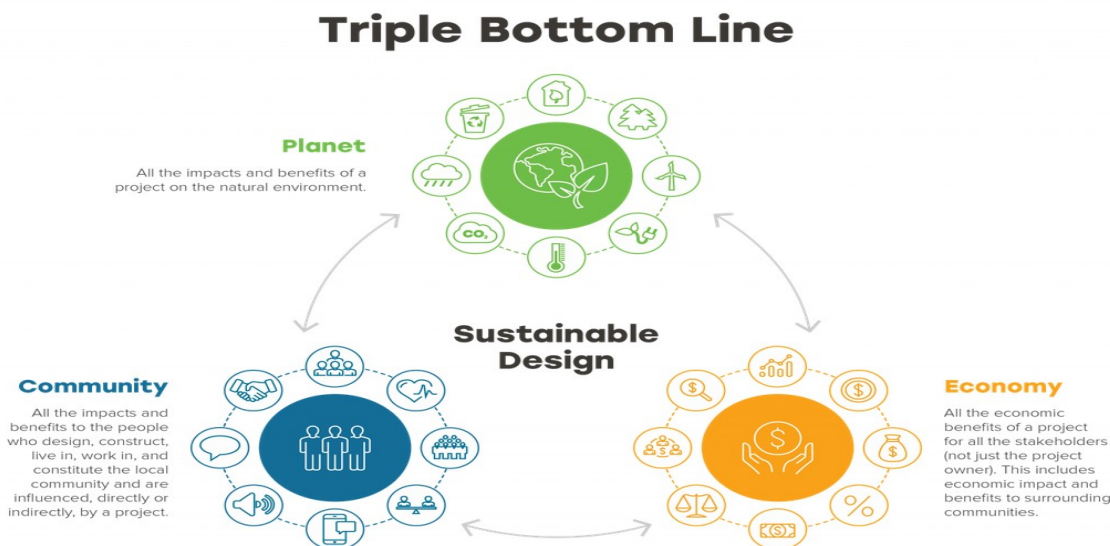 Triple Bottom Line
Planet
All the impacts and benefits of a
project on the natural environment.
CO₂
Sustainable
Design
Community
All the impacts and
benefits to the people
who design, construct,
live in, work in, and
constitute the local
community and are
influenced, directly or
indirectly, by a project.
$
$
$
$
$
%
$
Economy
All the economic
benefits of a project
for all the stakeholders
(not just the project
owner). This includes
economic impact and
benefits to surrounding
communities.